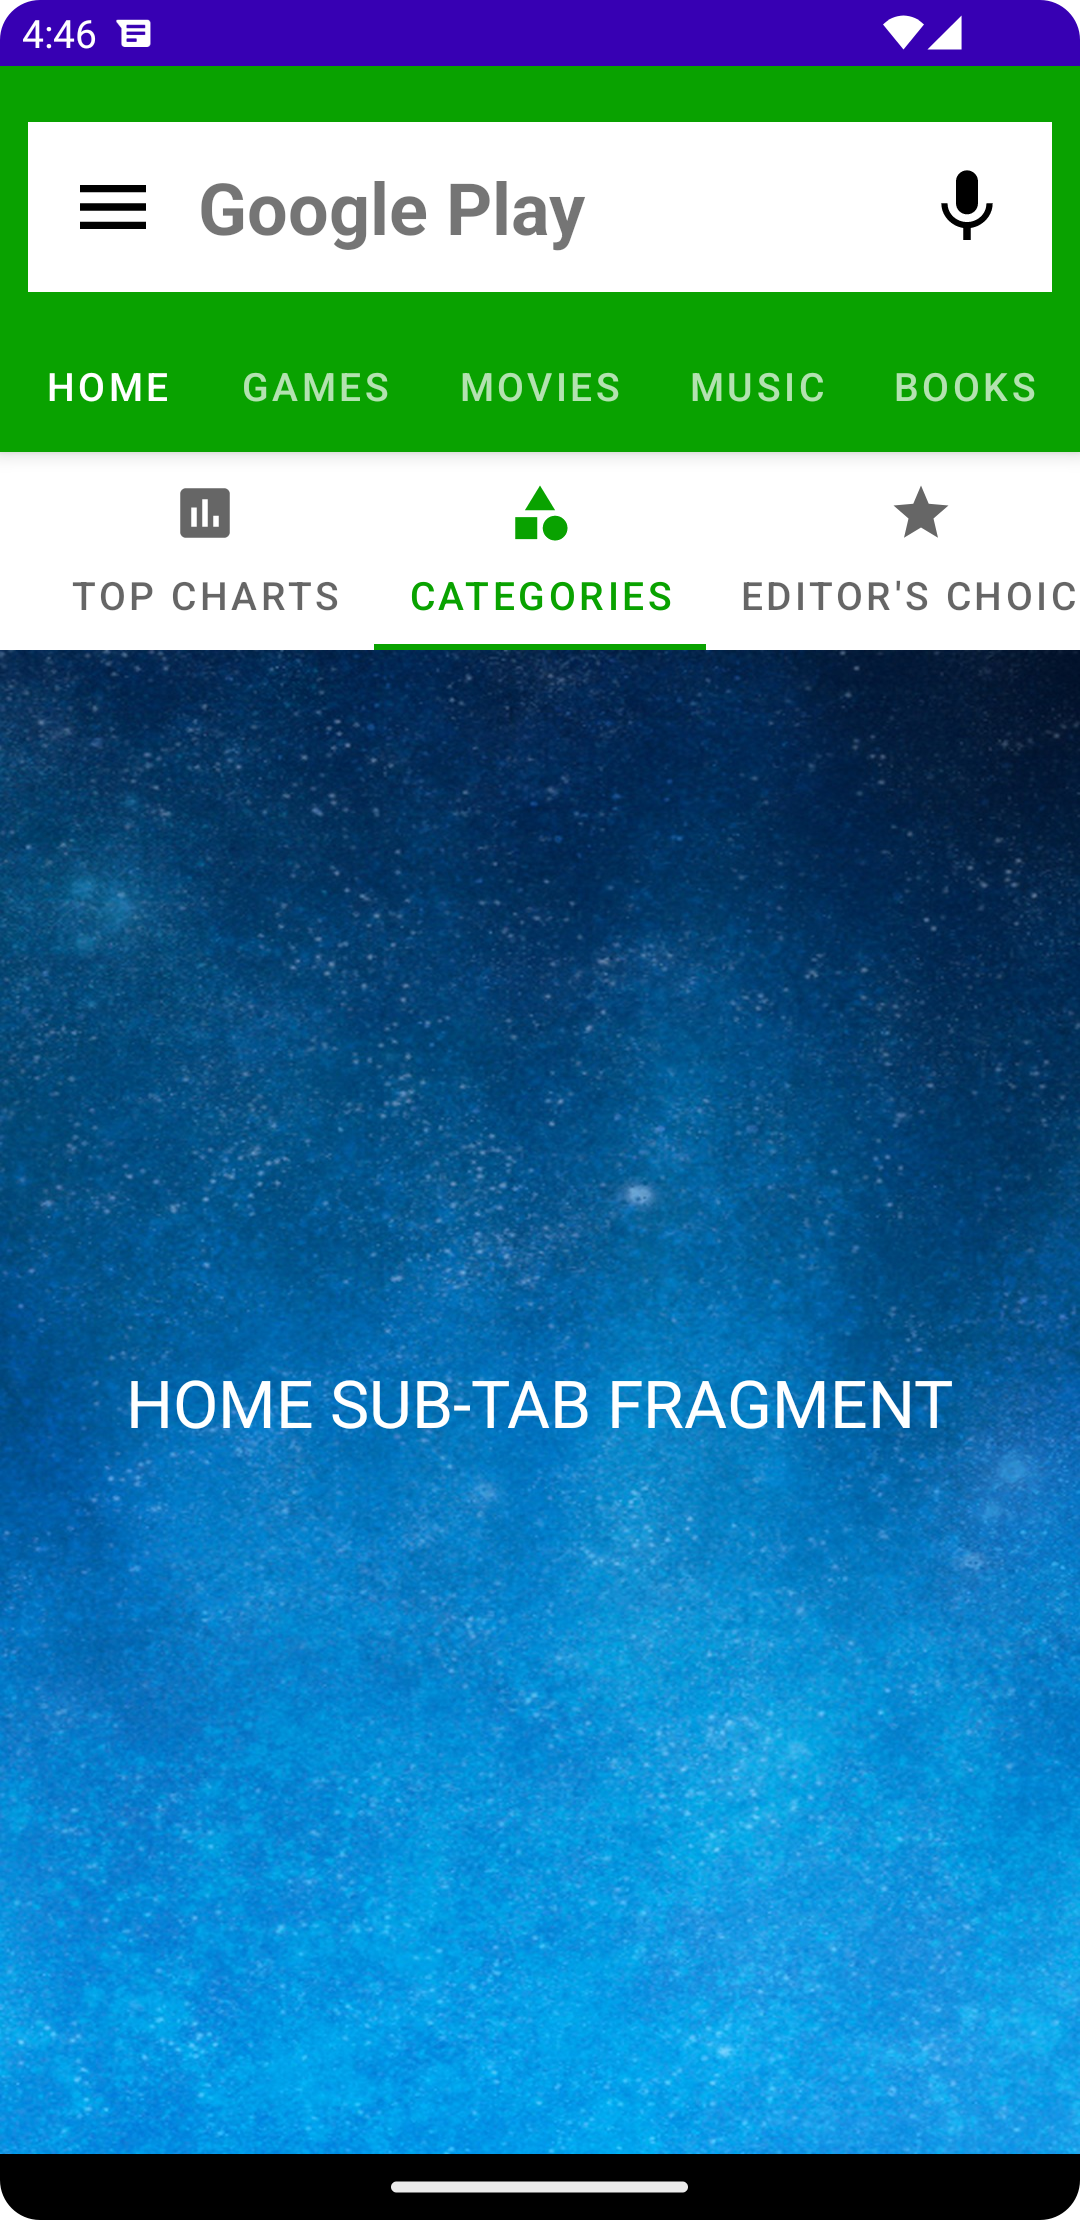 4:46
Google Play
HOME GAMES MOVIES MUSIC BOOKS
TOP CHARTS CATEGORIES EDITOR'S CHOIC
HOME SUB-TAB FRAGMENT